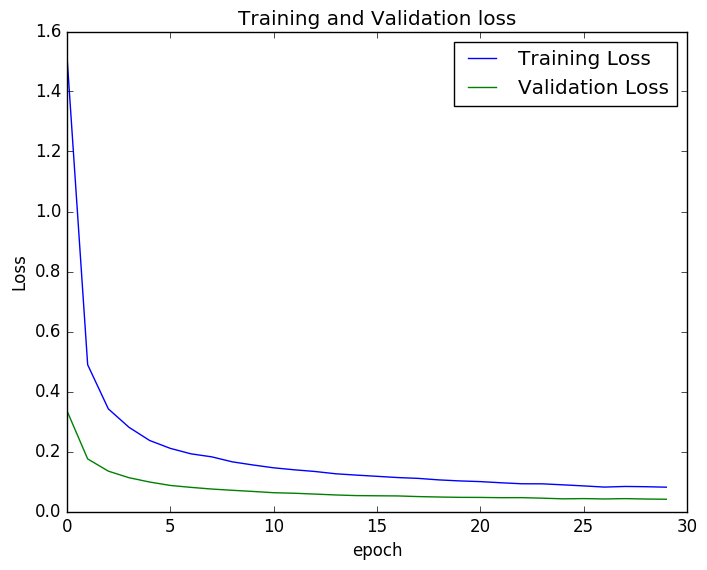 Training and Validation loss
Training Loss
Validation Loss
1.6
1.4
1.2
1.0
0.8
0.6
0.4
0.2
0.0
Loss
0 5 10 15 20 25 30
epoch